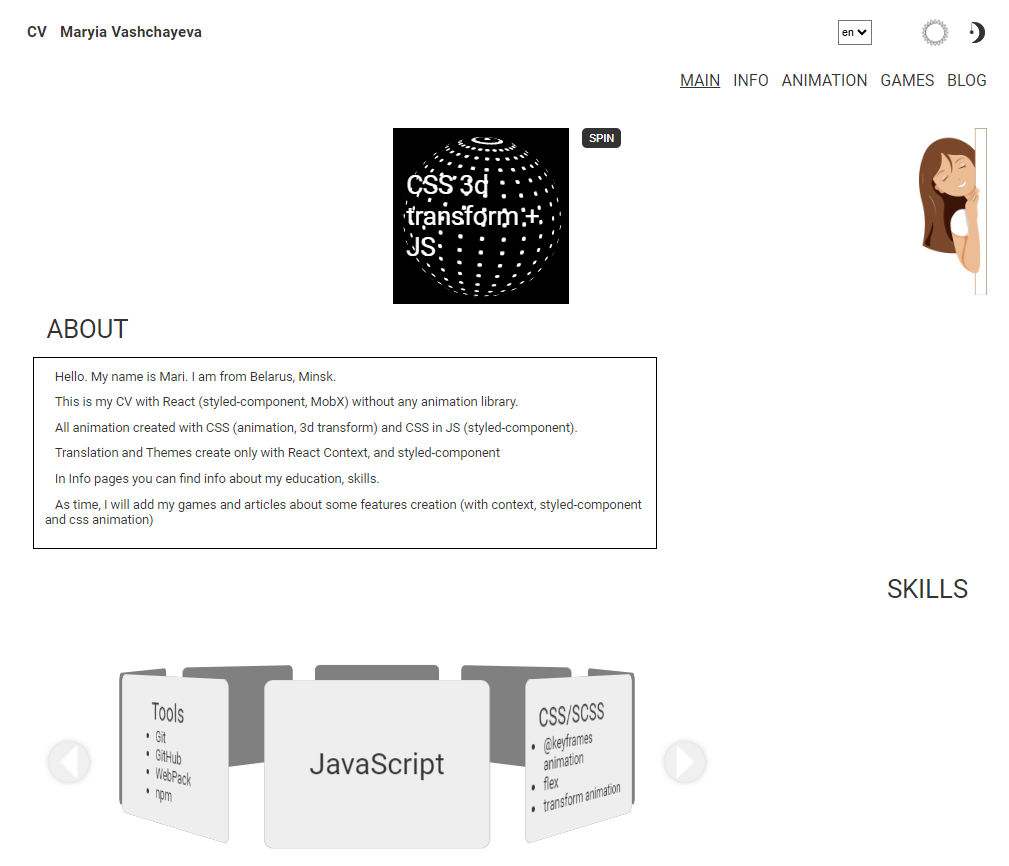 CV Maryia Vashchayeva
en
MAIN INFO ANIMATION GAMES BLOG
CSS 3d
transform +
JS
SPIN
ABOUT
Hello. My name is Mari. I am from Belarus, Minsk.
This is my CV with React (styled-component, MobX) without any animation library.
All animation created with CSS (animation, 3d transform) and CSS in JS (styled-component).
Translation and Themes create only with React Context, and styled-component
In Info pages you can find info about my education, skills.
As time, I will add my games and articles about some features creation (with context, styled-component
and css animation)
SKILLS
Tools
• Git
• GitHub
• WebPack
• npm
JavaScript
CSS/SCSS
• @keyframes
animation
• flex
• transform animation